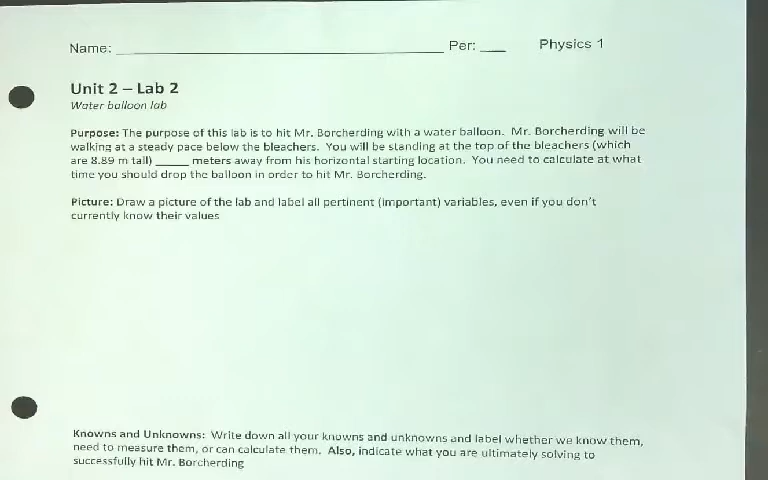 Name: ___ Per: ___ Physics 1
Unit 2 – Lab 2
Water balloon lab
Purpose: The purpose of this lab is to hit Mr. Borcherding with a water balloon. Mr. Borcherding will be
walking at a steady pace below the bleachers. You will be standing at the top of the bleachers (which
are 8.89 m tall) _____ meters away from his horizontal starting location. You need to calculate at what
time you should drop the balloon in order to hit Mr. Borcherding.
Picture: Draw a picture of the lab and label all pertinent (important) variables, even if you don't
currently know their values
Knowns and Unknowns: Write down all your knowns and unknowns and label whether we know them,
need to measure them, or can calculate them. Also, indicate what you are ultimately solving to
successfully hit Mr. Borcherding